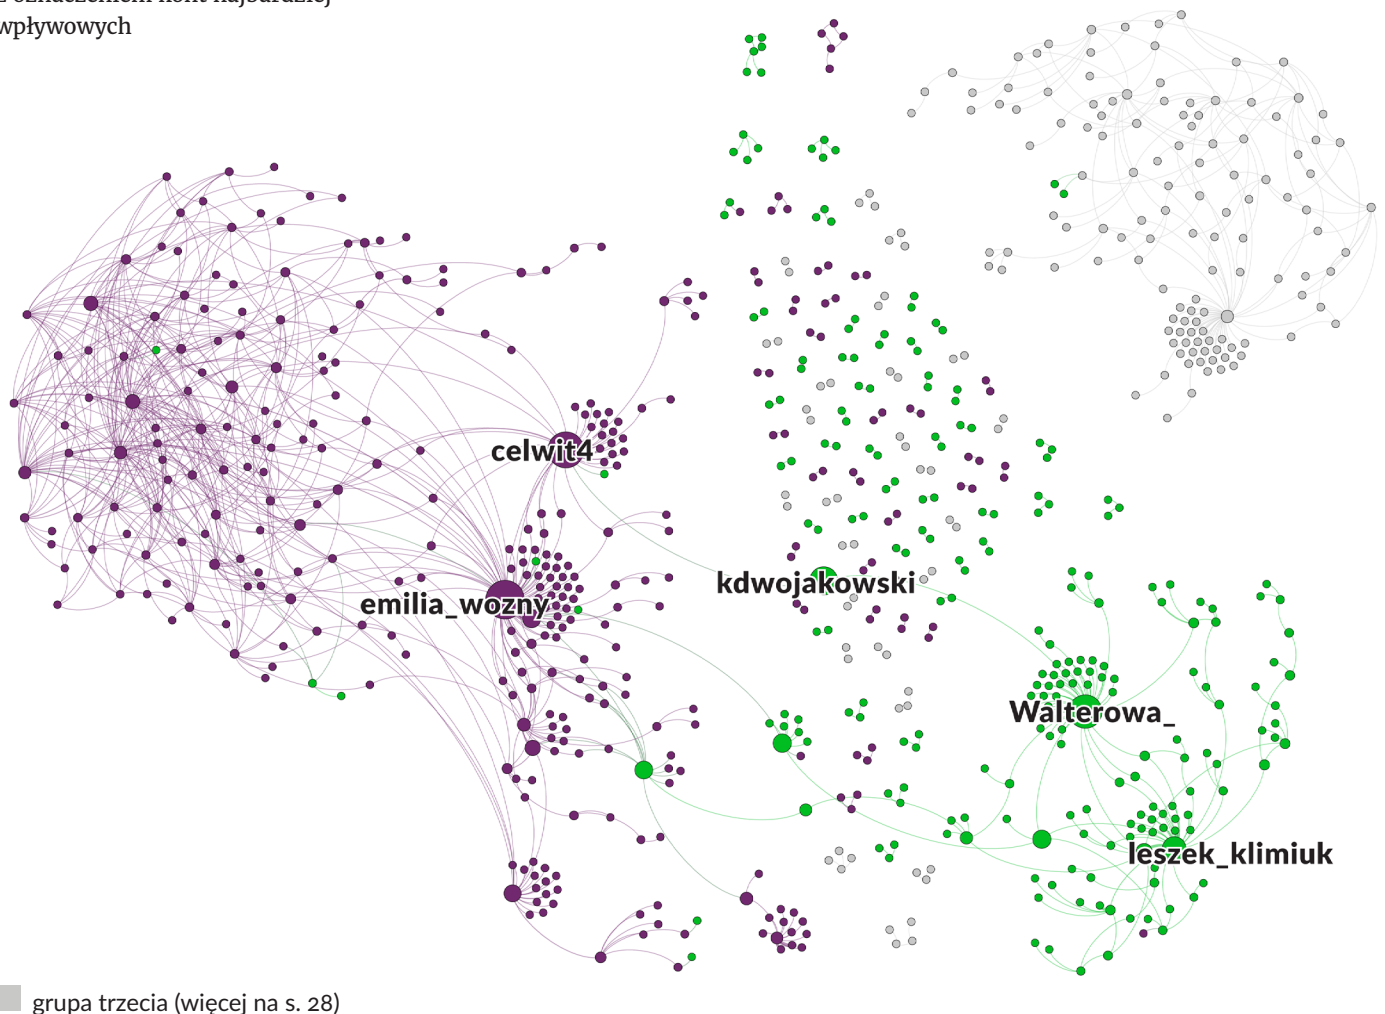 wpływowych
celwit4
emilia_wozny
kdwojakowski
Walterowa_
leszek_klimiuk
grupa trzecia (więcej na s. 28)